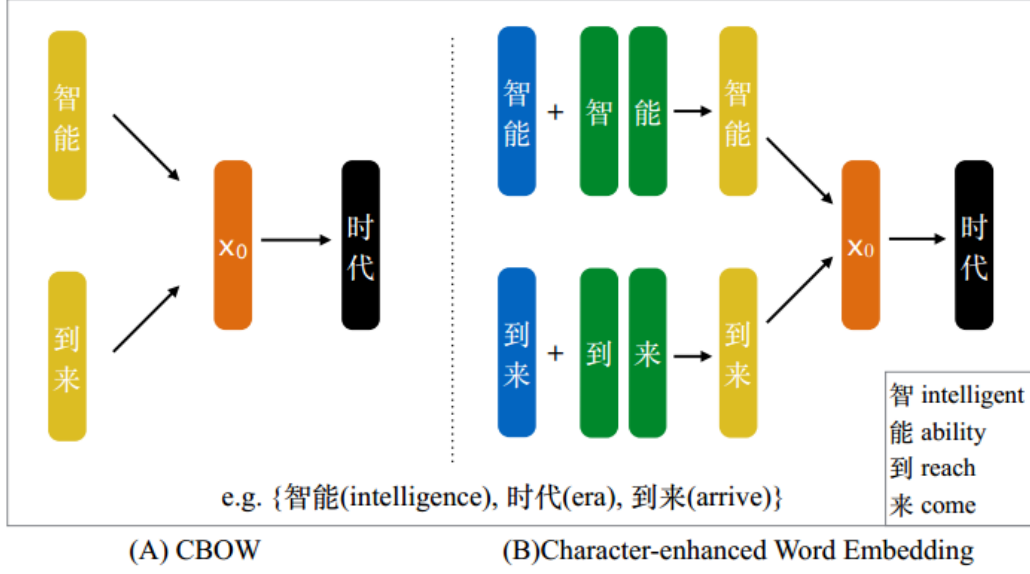 智能
到来
x₀
时代
智能 + 智 能 智能
到来 + 到 来 到来
x₀
时代
智 intelligent
能 ability
到 reach
来 come
e.g. {智能(intelligence), 时代(era), 到来(arrive)}
(A) CBOW
(B)Character-enhanced Word Embedding